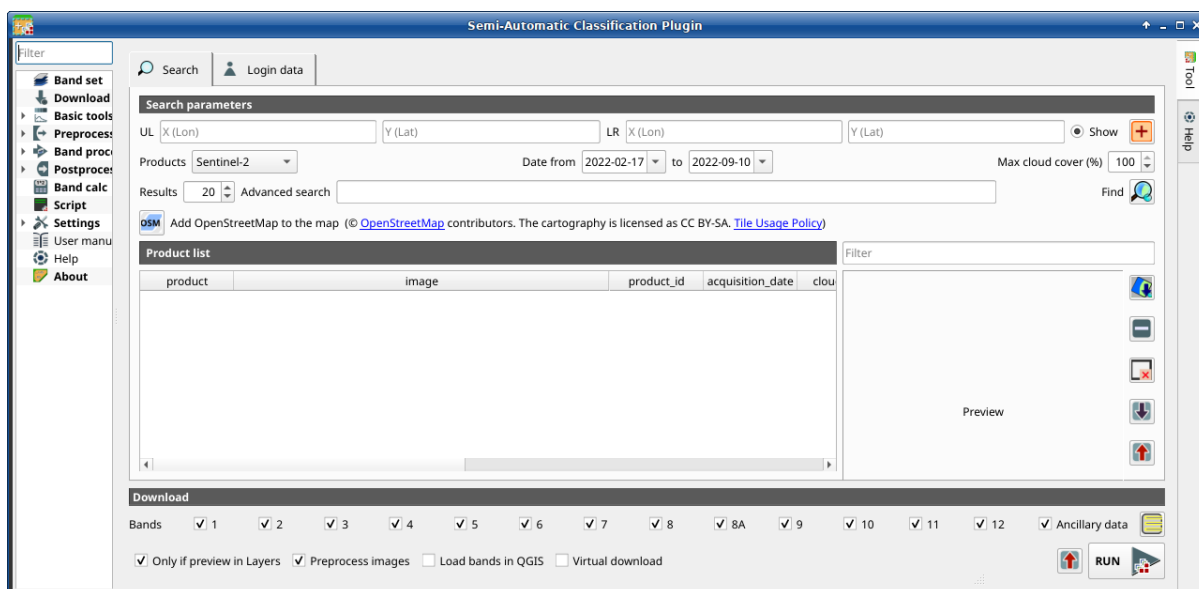 Semi-Automatic Classification Plugin
Filter
Band set
Download
Basic tools
Preprocess
Band proc
Postproces
Band calc
Script
Settings
User manu
Help
About
Search Login data
Search parameters
UL X (Lon) Y (Lat) LR X (Lon) Y (Lat) Show
Products Sentinel-2 Date from 2022-02-17 to 2022-09-10 Max cloud cover (%) 100
Results 20 Advanced search Find
OSM Add OpenStreetMap to the map (© OpenStreetMap contributors. The cartography is licensed as CC BY-SA. Tile Usage Policy)
Product list Filter
product image product_id acquisition_date clou
Preview
Download
Bands 1 2 3 4 5 6 7 8 8A 9 10 11 12 Ancillary data
Only if preview in Layers Preprocess images Load bands in QGIS Virtual download RUN
Tool
Help